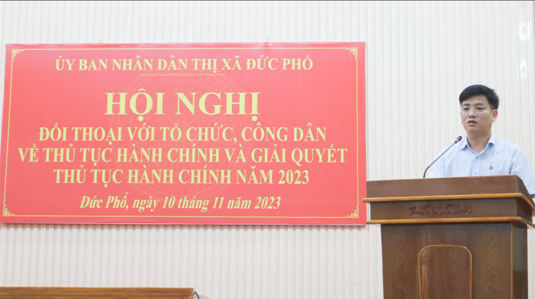 ỦY BAN NHÂN DÂN THỊ XÃ ĐỨC PHỔ
HỘI NGHỊ
ĐỐI THOẠI VỚI TỔ CHỨC, CÔNG DÂN
VỀ THỦ TỤC HÀNH CHÍNH VÀ GIẢI QUYẾT
THỦ TỤC HÀNH CHÍNH NĂM 2023
Đức Phổ, ngày 10 tháng 11 năm 2023